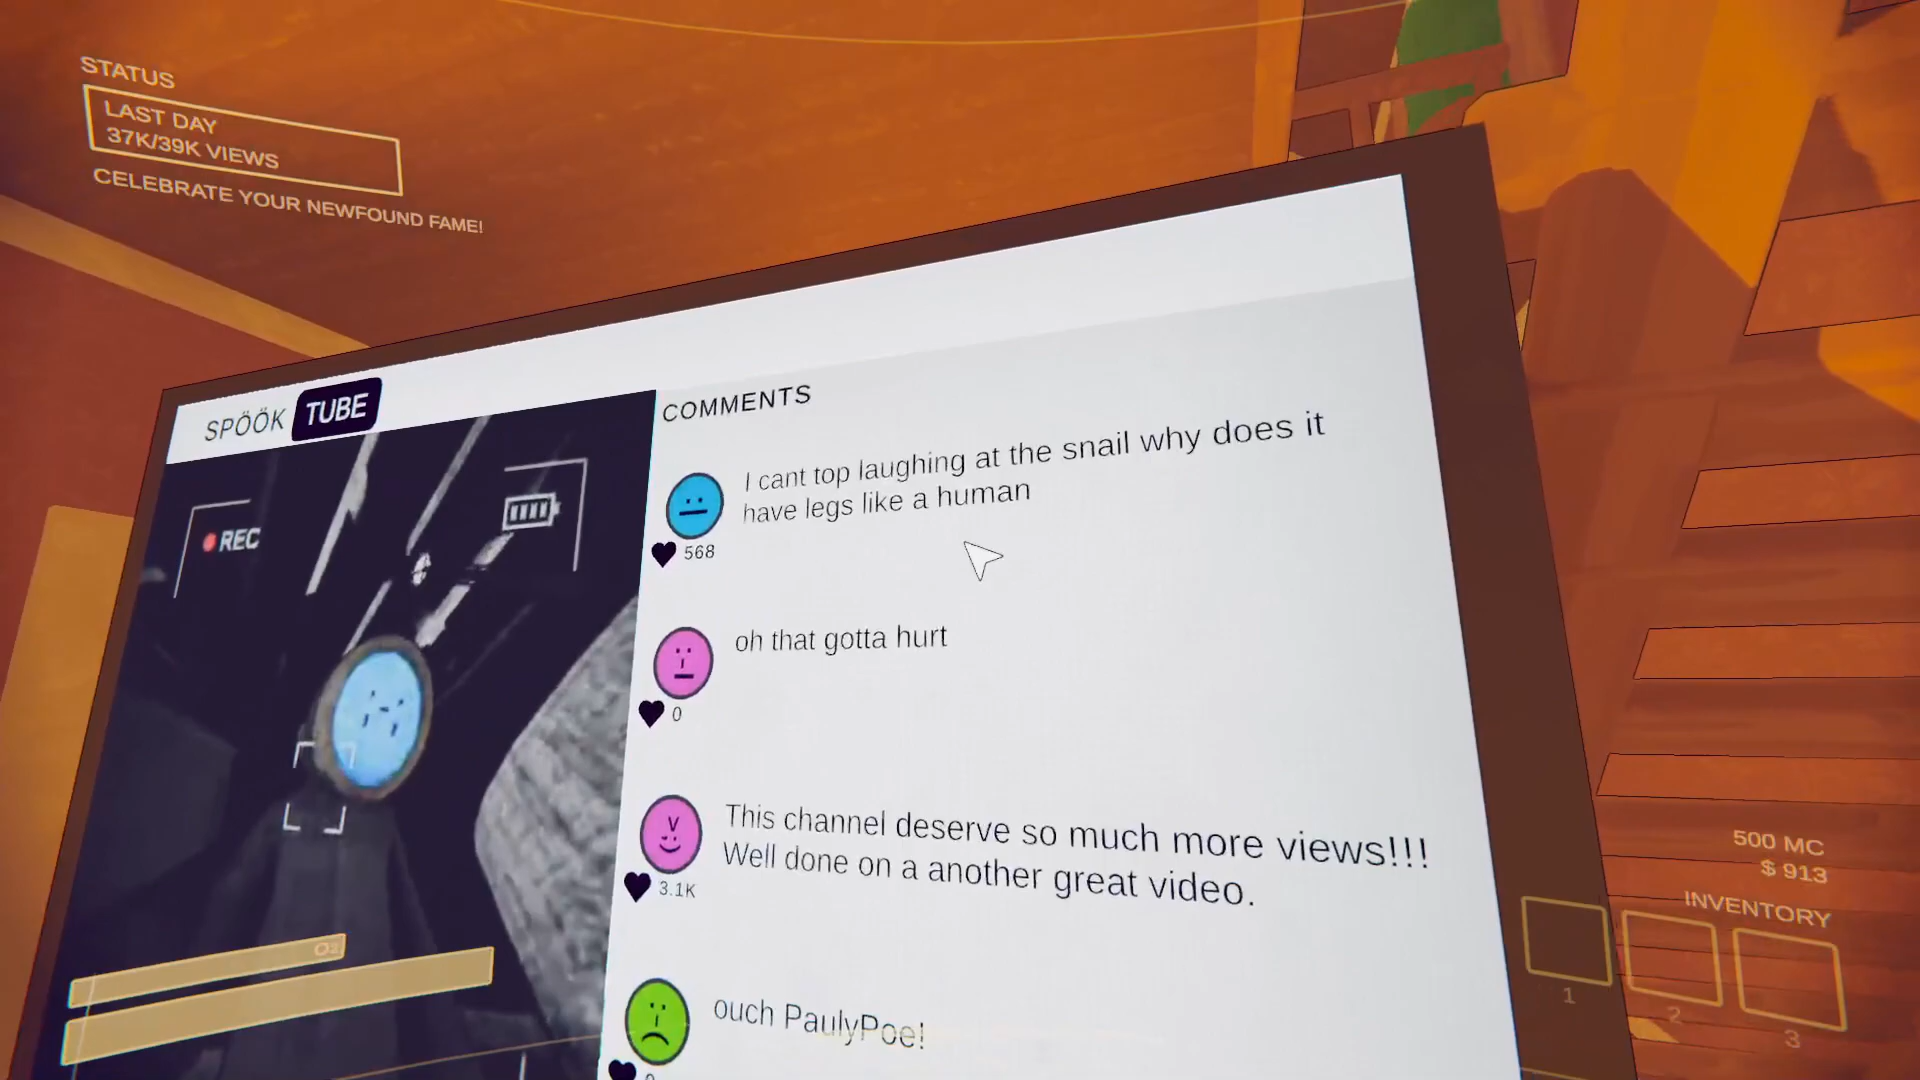 STATUS
LAST DAY
37K/39K VIEWS
CELEBRATE YOUR NEWFOUND FAME!
SPÖÖK TUBE
REC
COMMENTS
I cant top laughing at the snail why does it
have legs like a human
568
oh that gotta hurt
0
This channel deserve so much more views!!!
Well done on a another great video.
3.1K
ouch PaulyPoe!
0
O2
500 MC
$ 913
INVENTORY
1
2
3